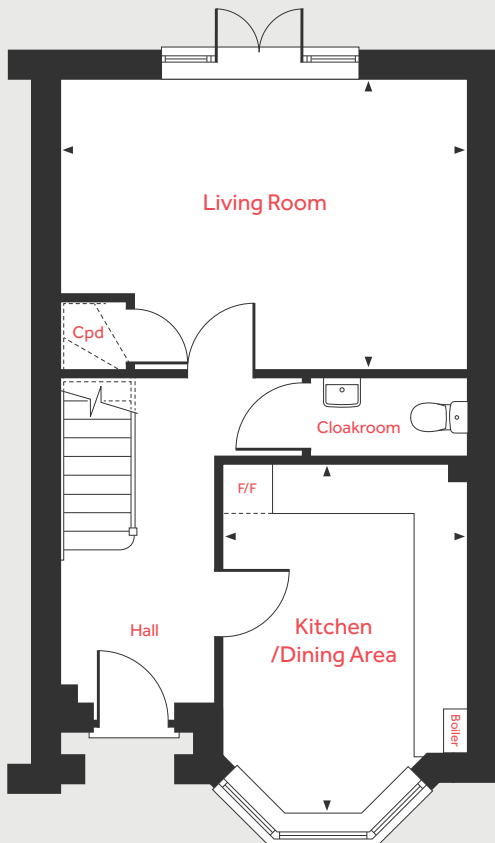 Living Room
Cpd
Cloakroom
F/F
Hall
Kitchen
/Dining Area
Boiler